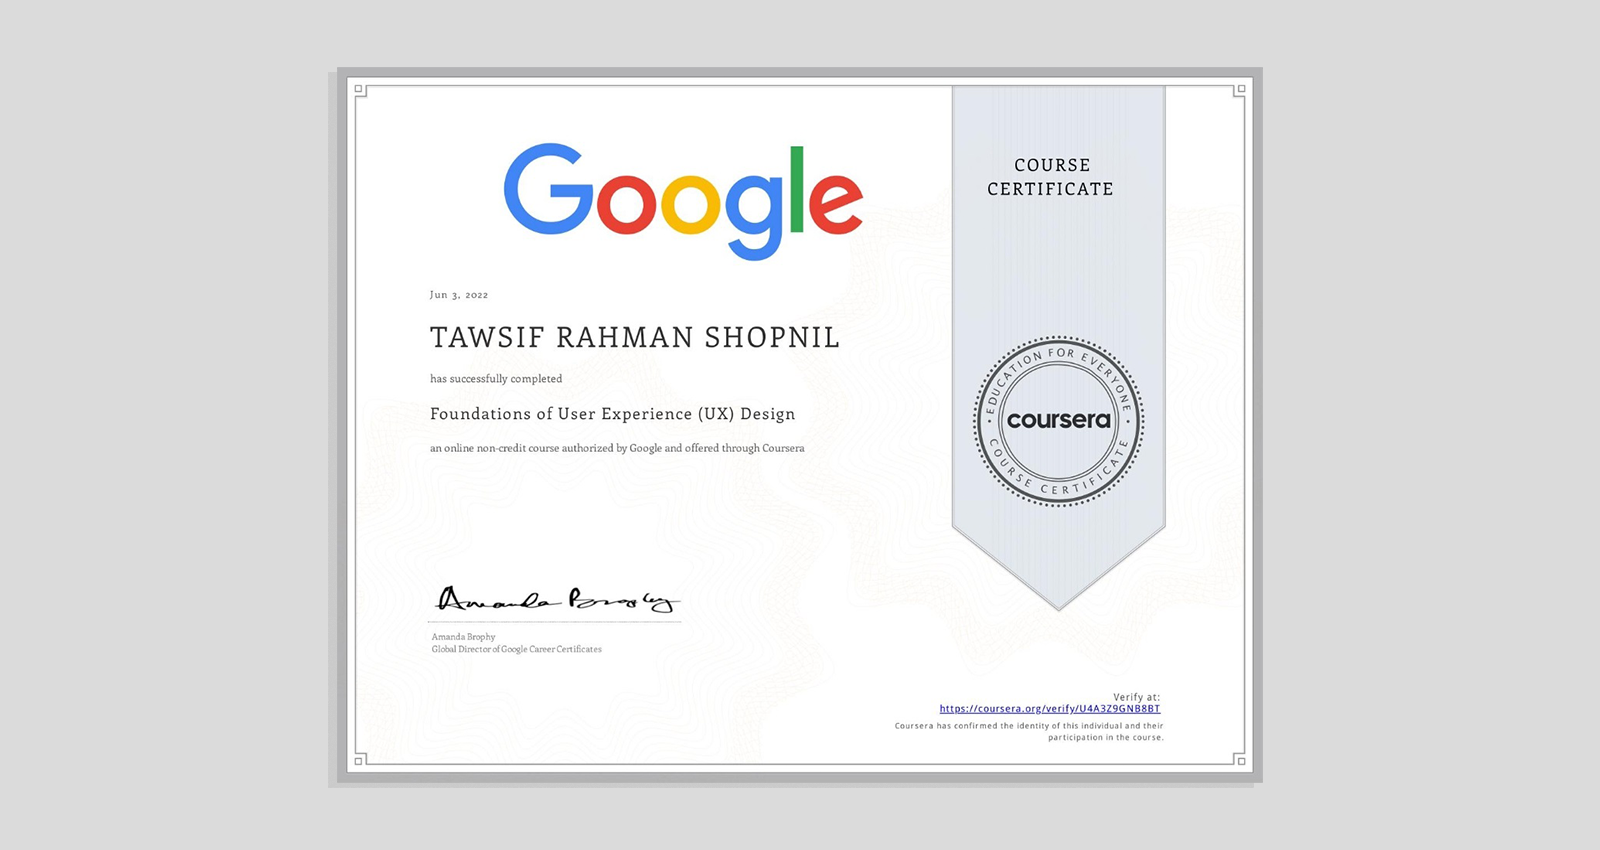 Google
COURSE
CERTIFICATE
Jun 3, 2022
TAWSIF RAHMAN SHOPNIL
has successfully completed
Foundations of User Experience (UX) Design
an online non-credit course authorized by Google and offered through Coursera
EDUCATION FOR EVERYONE
coursera
COURSE CERTIFICATE
Amanda Brophy
Amanda Brophy
Global Director of Google Career Certificates
Verify at:
https://coursera.org/verify/U4A3Z9GNB8BT
Coursera has confirmed the identity of this individual and their
participation in the course.